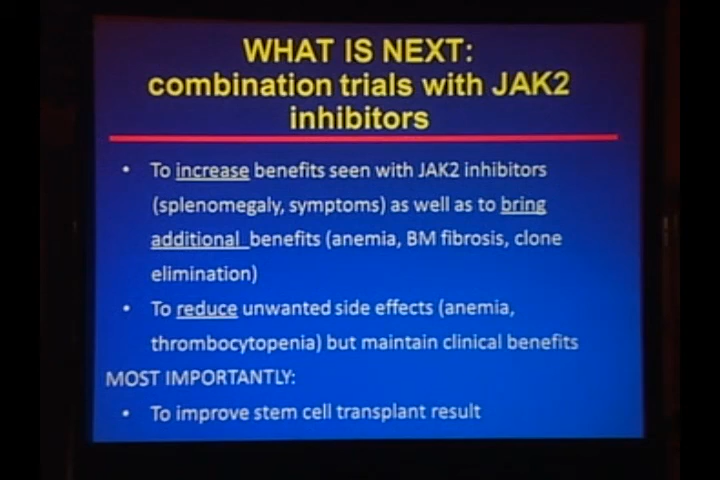 WHAT IS NEXT:
combination trials with JAK2
inhibitors
• To increase benefits seen with JAK2 inhibitors
(splenomegaly, symptoms) as well as to bring
additional benefits (anemia, BM fibrosis, clone
elimination)
• To reduce unwanted side effects (anemia,
thrombocytopenia) but maintain clinical benefits
MOST IMPORTANTLY:
• To improve stem cell transplant result